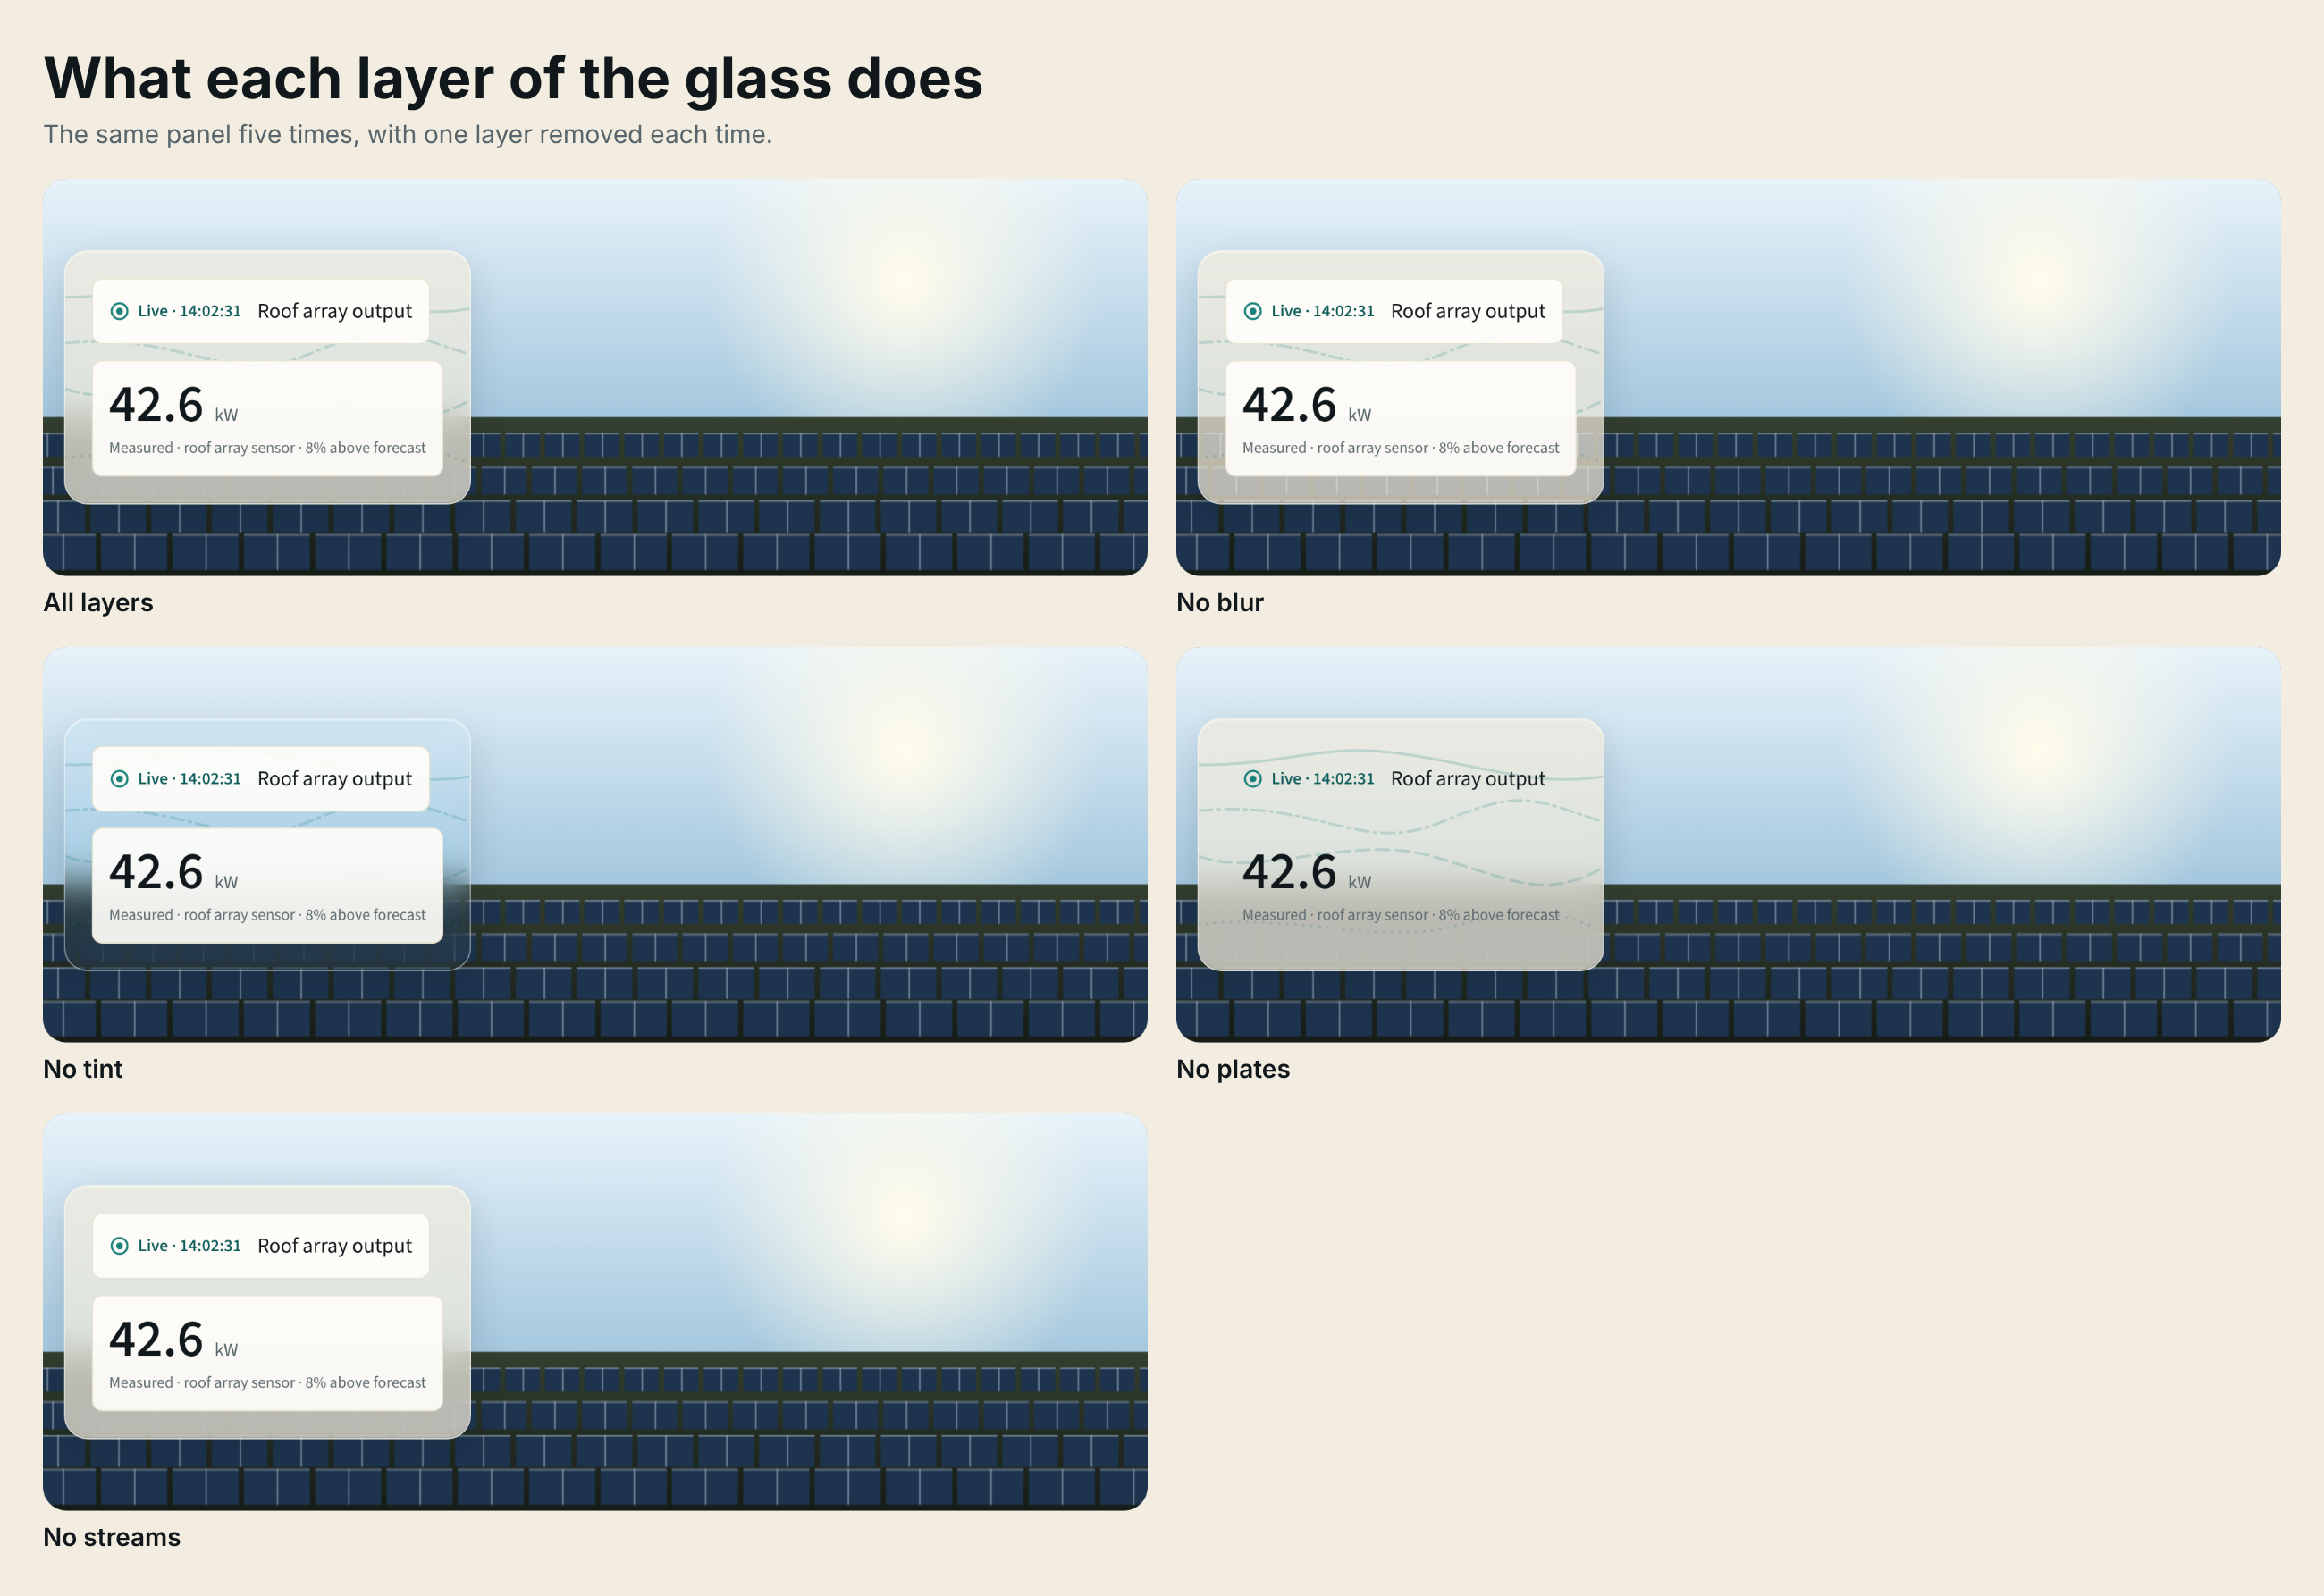 What each layer of the glass does
The same panel five times, with one layer removed each time.
Live · 14:02:31 Roof array output
42.6 kW
Measured · roof array sensor · 8% above forecast
All layers
Live · 14:02:31 Roof array output
42.6 kW
Measured · roof array sensor · 8% above forecast
No blur
Live · 14:02:31 Roof array output
42.6 kW
Measured · roof array sensor · 8% above forecast
No tint
Live · 14:02:31 Roof array output
42.6 kW
Measured · roof array sensor · 8% above forecast
No plates
Live · 14:02:31 Roof array output
42.6 kW
Measured · roof array sensor · 8% above forecast
No streams